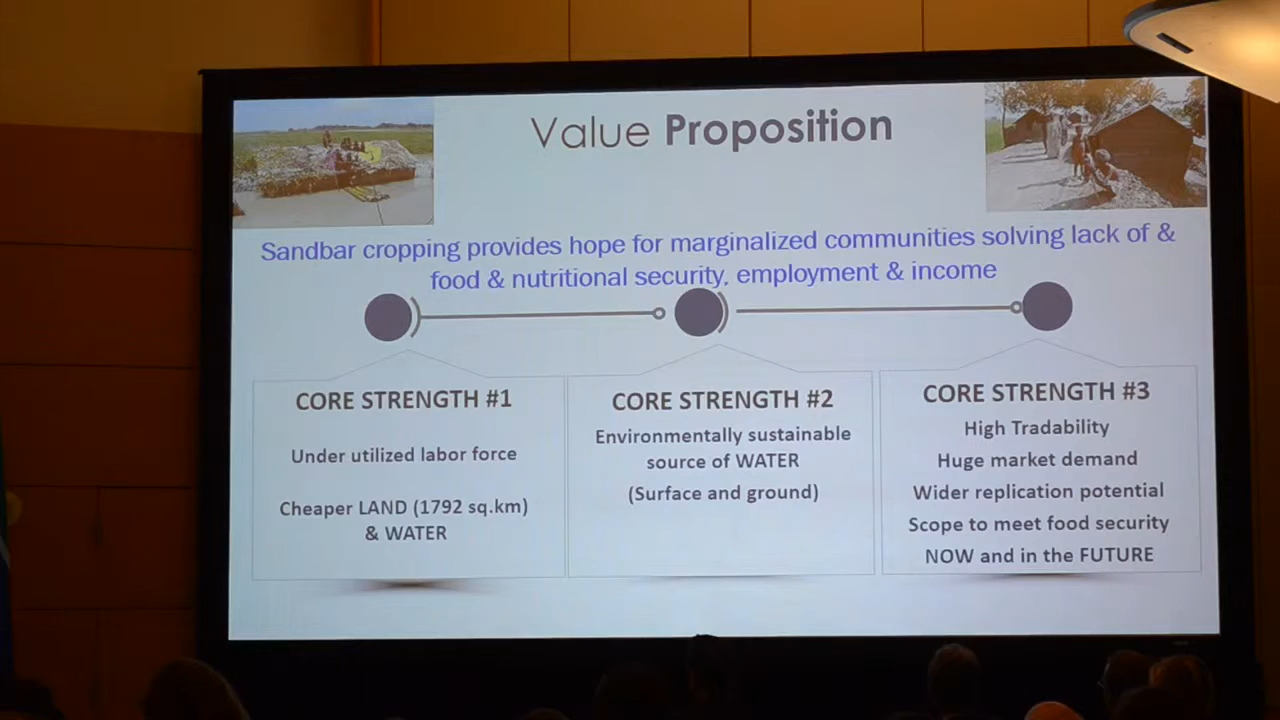 Value Proposition
Sandbar cropping provides hope for marginalized communities solving lack of &
food & nutritional security, employment & income
CORE STRENGTH #1
Under utilized labor force
Cheaper LAND (1792 sq.km)
& WATER
CORE STRENGTH #2
Environmentally sustainable
source of WATER
(Surface and ground)
CORE STRENGTH #3
High Tradability
Huge market demand
Wider replication potential
Scope to meet food security
NOW and in the FUTURE